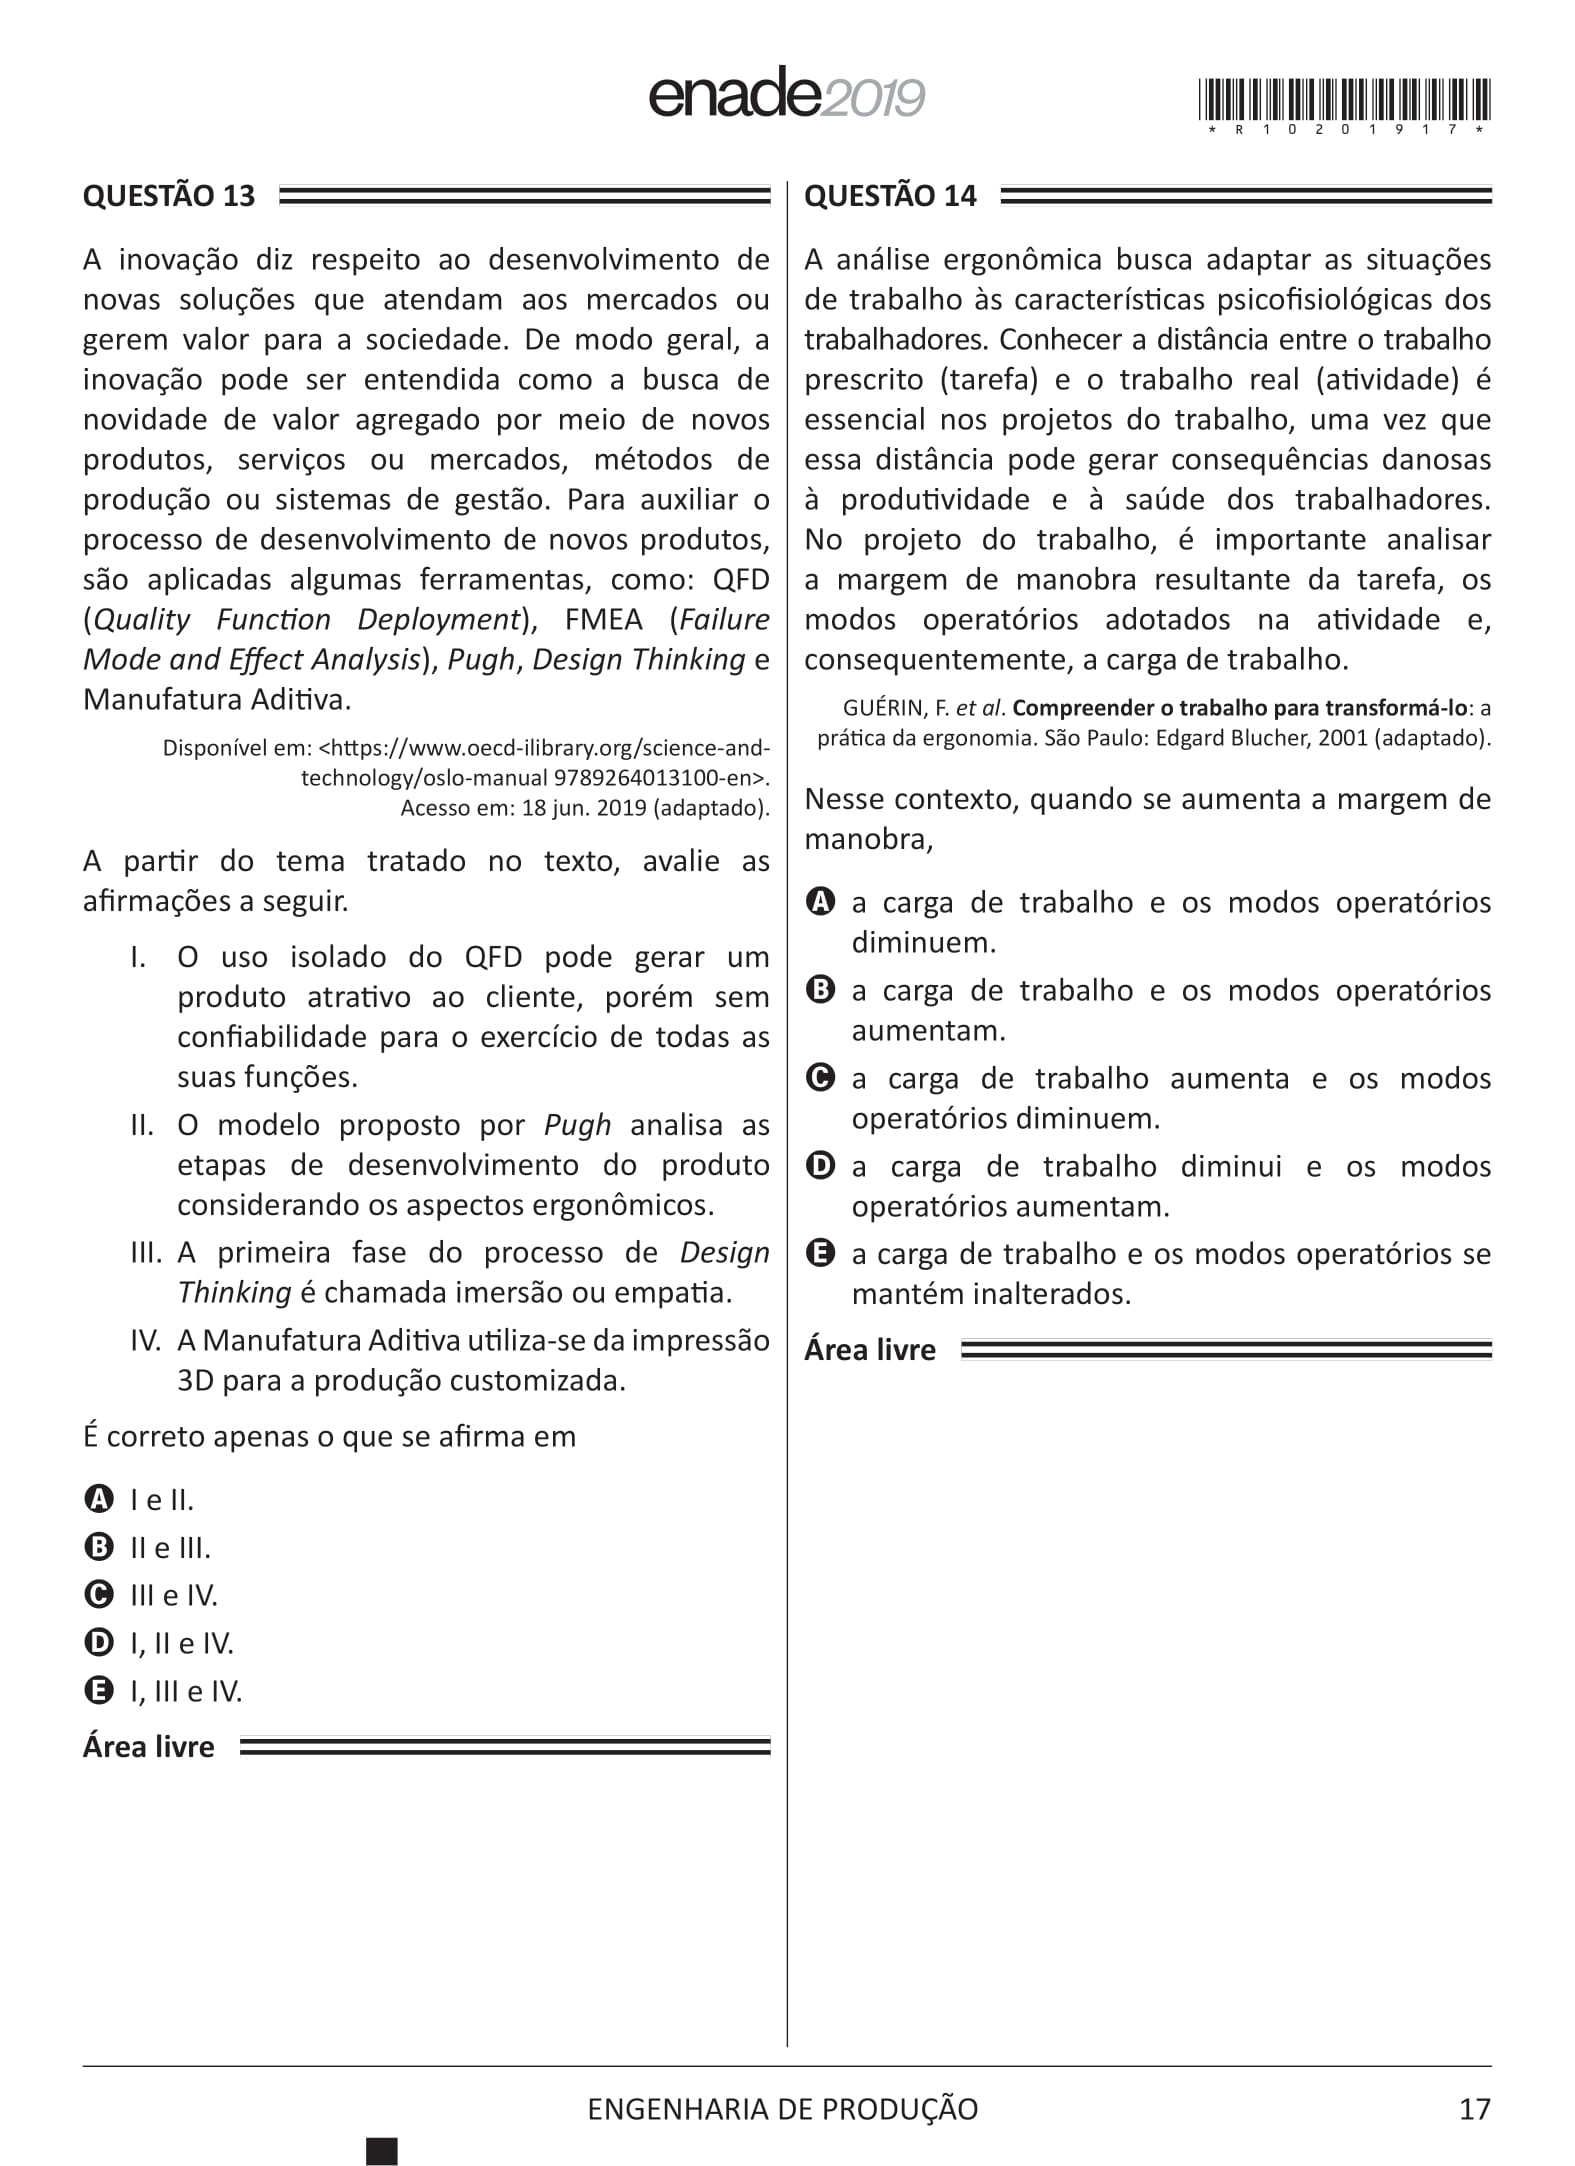 enade2019
*R10201917*
QUESTÃO 13
A inovação diz respeito ao desenvolvimento de
novas soluções que atendam aos mercados ou
gerem valor para a sociedade. De modo geral, a
inovação pode ser entendida como a busca de
novidade de valor agregado por meio de novos
produtos, serviços ou mercados, métodos de
produção ou sistemas de gestão. Para auxiliar o
processo de desenvolvimento de novos produtos,
são aplicadas algumas ferramentas, como: QFD
(Quality Function Deployment), FMEA (Failure
Mode and Effect Analysis), Pugh, Design Thinking e
Manufatura Aditiva.
Disponível em: <https://www.oecd-ilibrary.org/science-and-
technology/oslo-manual 9789264013100-en>.
Acesso em: 18 jun. 2019 (adaptado).
A partir do tema tratado no texto, avalie as
afirmações a seguir.
I. O uso isolado do QFD pode gerar um
produto atrativo ao cliente, porém sem
confiabilidade para o exercício de todas as
suas funções.
II. O modelo proposto por Pugh analisa as
etapas de desenvolvimento do produto
considerando os aspectos ergonômicos.
III. A primeira fase do processo de Design
Thinking é chamada imersão ou empatia.
IV. A Manufatura Aditiva utiliza-se da impressão
3D para a produção customizada.
É correto apenas o que se afirma em
A I e II.
B II e III.
C III e IV.
D I, II e IV.
E I, III e IV.
Área livre
QUESTÃO 14
A análise ergonômica busca adaptar as situações
de trabalho às características psicofisiológicas dos
trabalhadores. Conhecer a distância entre o trabalho
prescrito (tarefa) e o trabalho real (atividade) é
essencial nos projetos do trabalho, uma vez que
essa distância pode gerar consequências danosas
à produtividade e à saúde dos trabalhadores.
No projeto do trabalho, é importante analisar
a margem de manobra resultante da tarefa, os
modos operatórios adotados na atividade e,
consequentemente, a carga de trabalho.
GUÉRIN, F. et al. Compreender o trabalho para transformá-lo: a
prática da ergonomia. São Paulo: Edgard Blucher, 2001 (adaptado).
Nesse contexto, quando se aumenta a margem de
manobra,
A a carga de trabalho e os modos operatórios
diminuem.
B a carga de trabalho e os modos operatórios
aumentam.
C a carga de trabalho aumenta e os modos
operatórios diminuem.
D a carga de trabalho diminui e os modos
operatórios aumentam.
E a carga de trabalho e os modos operatórios se
mantém inalterados.
Área livre
ENGENHARIA DE PRODUÇÃO
17